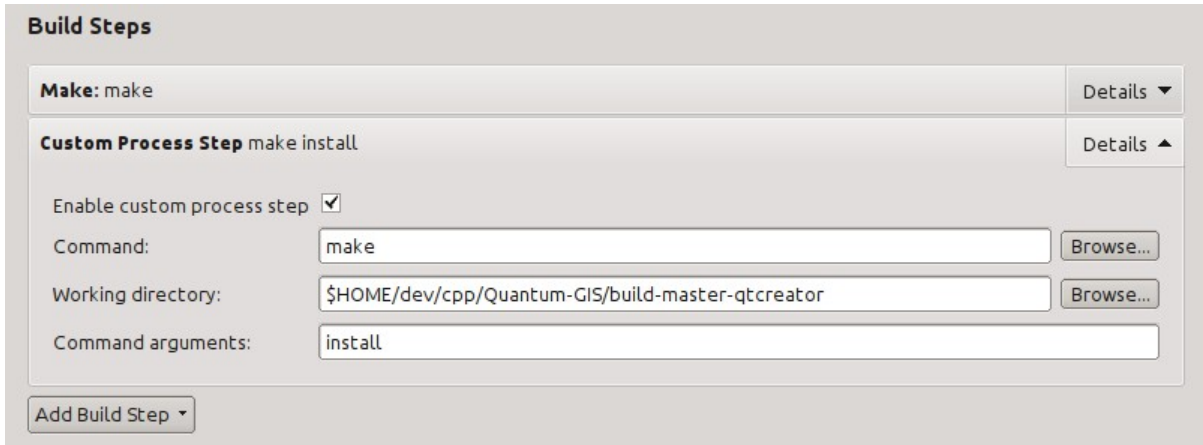 Build Steps
Make: make
Details
Custom Process Step make install
Details
Enable custom process step
Command: make Browse...
Working directory: $HOME/dev/cpp/Quantum-GIS/build-master-qtcreator Browse...
Command arguments: install
Add Build Step